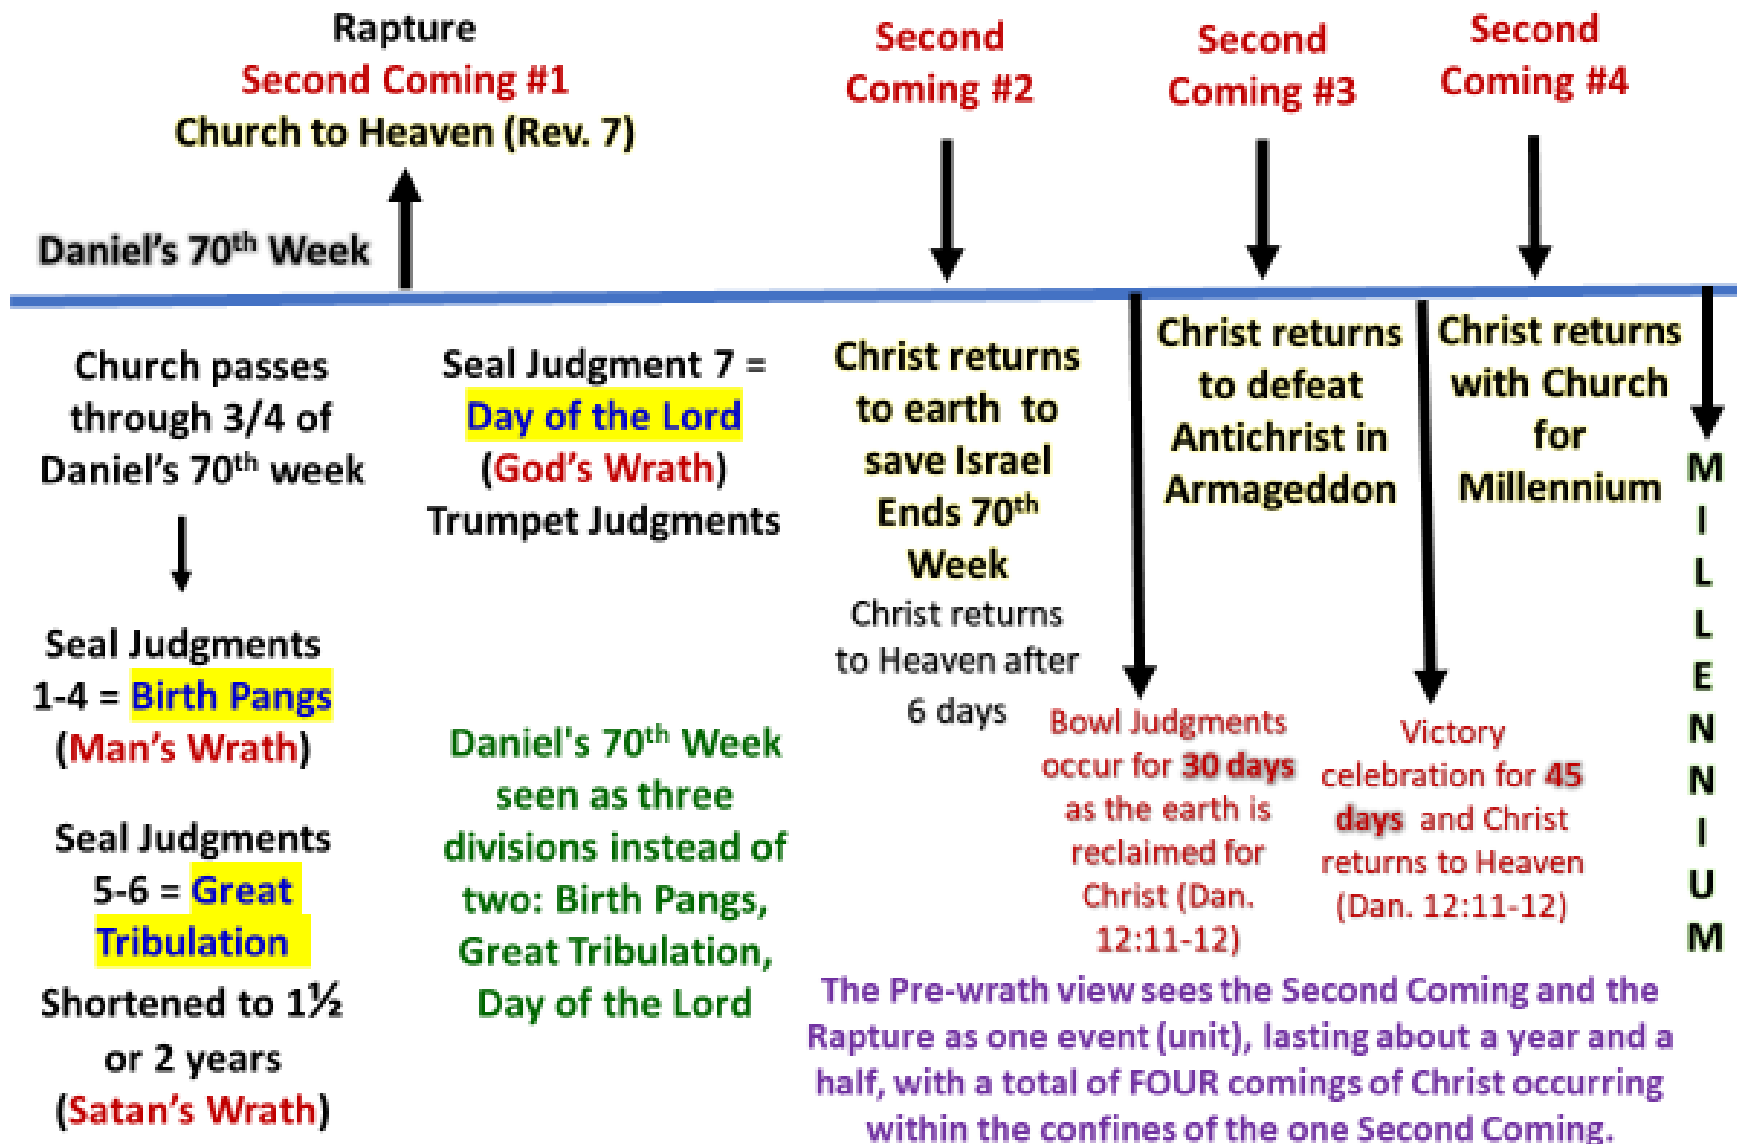 Rapture
Second Coming #1
Church to Heaven (Rev. 7)
Second
Coming #2
Second
Coming #3
Second
Coming #4
Daniel's 70th Week
Church passes
through 3/4 of
Daniel's 70th week
Seal Judgments
1-4 = Birth Pangs
(Man's Wrath)
Seal Judgments
5-6 = Great
Tribulation
Shortened to 1½
or 2 years
(Satan's Wrath)
Seal Judgment 7 =
Day of the Lord
(God's Wrath)
Trumpet Judgments
Daniel's 70th Week
seen as three
divisions instead of
two: Birth Pangs,
Great Tribulation,
Day of the Lord
Christ returns
to earth to
save Israel
Ends 70th
Week
Christ returns
to Heaven after
6 days
Bowl Judgments
occur for 30 days
as the earth is
reclaimed for
Christ (Dan.
12:11-12)
Christ returns
to defeat
Antichrist in
Armageddon
Victory
celebration for 45
days and Christ
returns to Heaven
(Dan. 12:11-12)
Christ returns
with Church
for
Millennium
MILLENNIUM
The Pre-wrath view sees the Second Coming and the
Rapture as one event (unit), lasting about a year and a
half, with a total of FOUR comings of Christ occurring
within the confines of the one Second Coming.